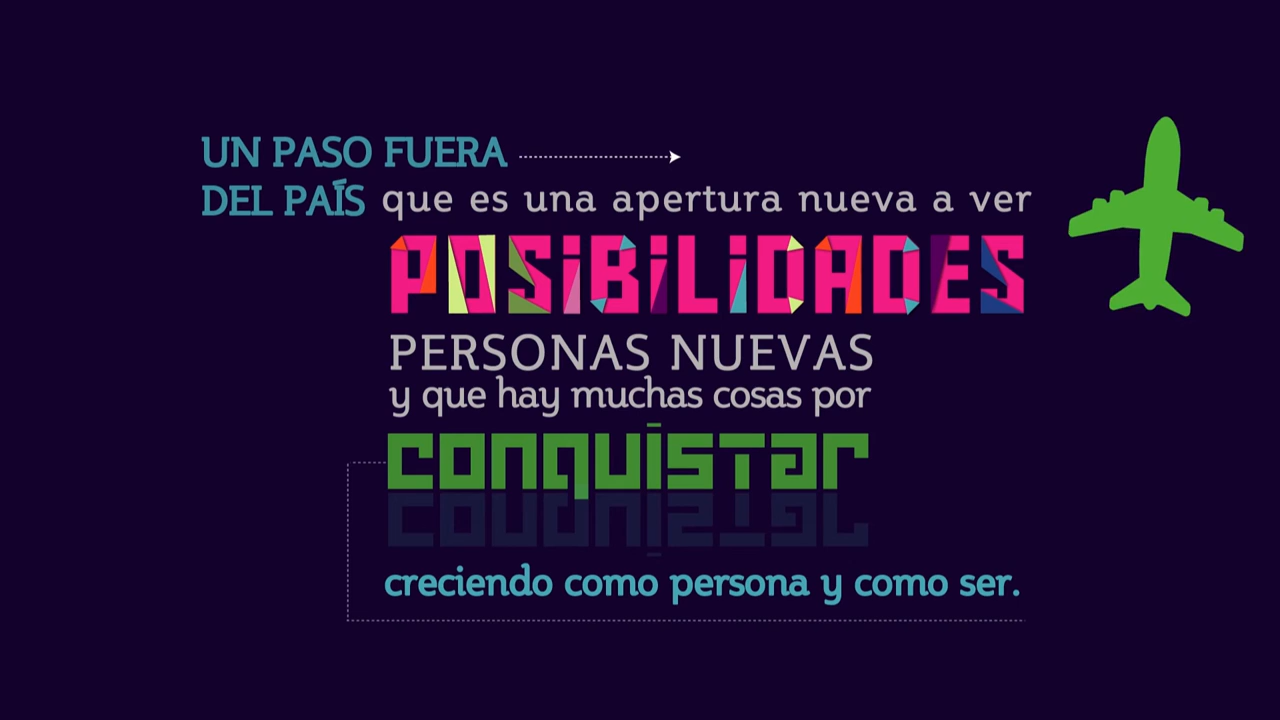 UN PASO FUERA
DEL PAÍS que es una apertura nueva a ver
POSiBiLiDADES
PERSONAS NUEVAS
y que hay muchas cosas por
conquistar
creciendo como persona y como ser.